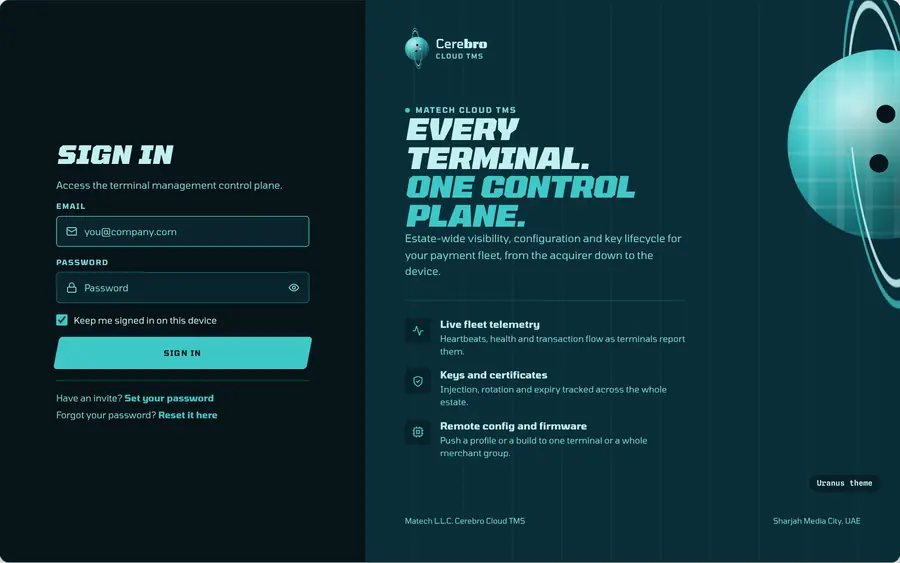 SIGN IN
Access the terminal management control plane.
EMAIL
you@company.com
PASSWORD
Password
Keep me signed in on this device
SIGN IN
Have an invite? Set your password
Forgot your password? Reset it here
Cerebro
CLOUD TMS
MATECH CLOUD TMS
EVERY
TERMINAL.
ONE CONTROL
PLANE.
Estate-wide visibility, configuration and key lifecycle for
your payment fleet, from the acquirer down to the
device.
Live fleet telemetry
Heartbeats, health and transaction flow as terminals report
them.
Keys and certificates
Injection, rotation and expiry tracked across the whole
estate.
Remote config and firmware
Push a profile or a build to one terminal or a whole
merchant group.
Uranus theme
Matech L.L.C. Cerebro Cloud TMS
Sharjah Media City, UAE